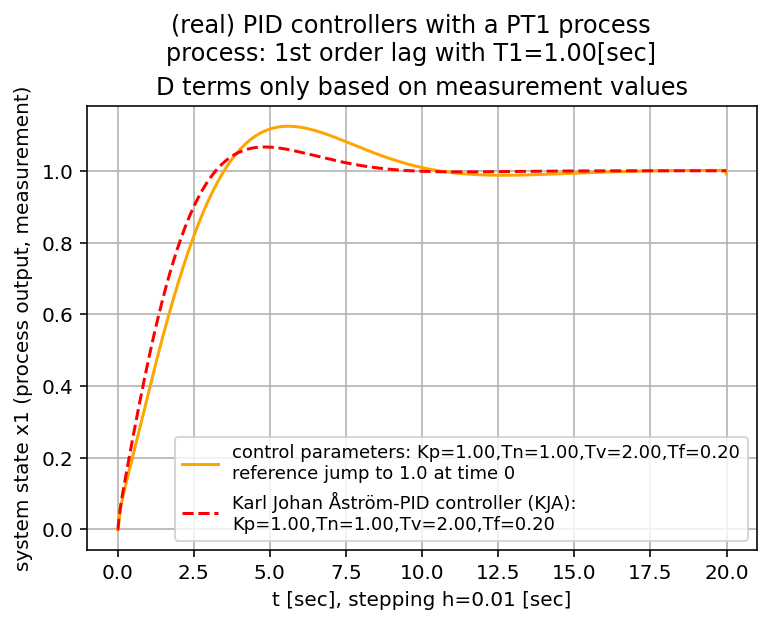 (real) PID controllers with a PT1 process
process: 1st order lag with T1=1.00[sec]
D terms only based on measurement values
system state x1 (process output, measurement)
1.0
0.8
0.6
0.4
0.2
0.0
control parameters: Kp=1.00,Tn=1.00,Tv=2.00,Tf=0.20
reference jump to 1.0 at time 0
Karl Johan Åström-PID controller (KJA):
Kp=1.00,Tn=1.00,Tv=2.00,Tf=0.20
0.0 2.5 5.0 7.5 10.0 12.5 15.0 17.5 20.0
t [sec], stepping h=0.01 [sec]